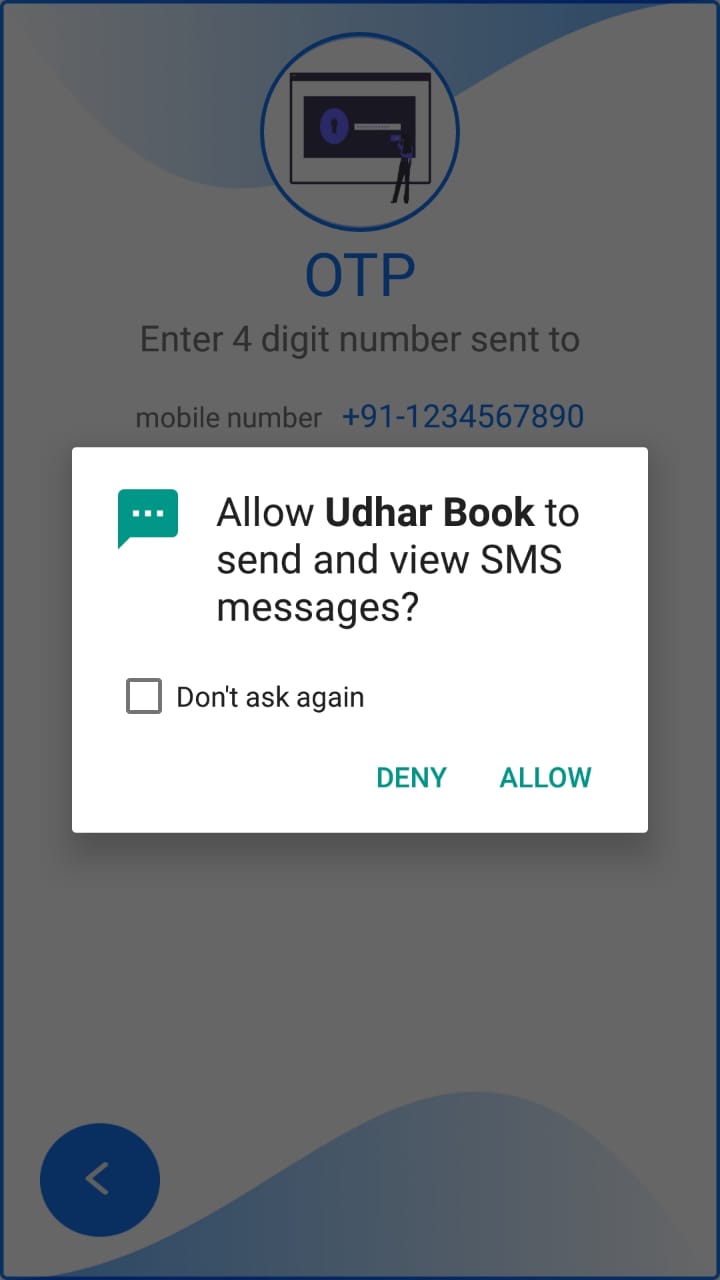 OTP
Enter 4 digit number sent to
mobile number +91-1234567890
Allow Udhar Book to
send and view SMS
messages?
Don't ask again
DENY ALLOW